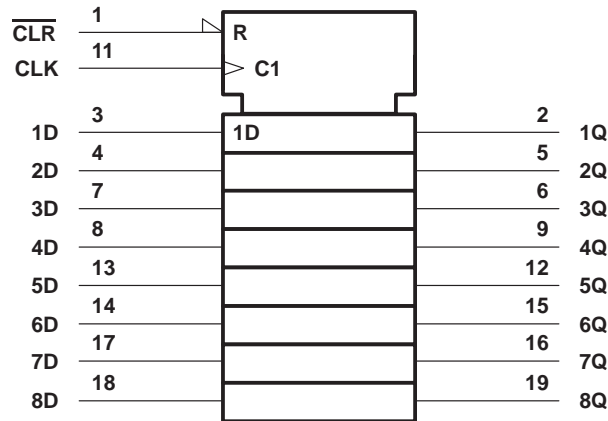 CLR 1 R
CLK 11 C1
1D 3 1D 2 1Q
2D 4 5 2Q
3D 7 6 3Q
4D 8 9 4Q
5D 13 12 5Q
6D 14 15 6Q
7D 17 16 7Q
8D 18 19 8Q